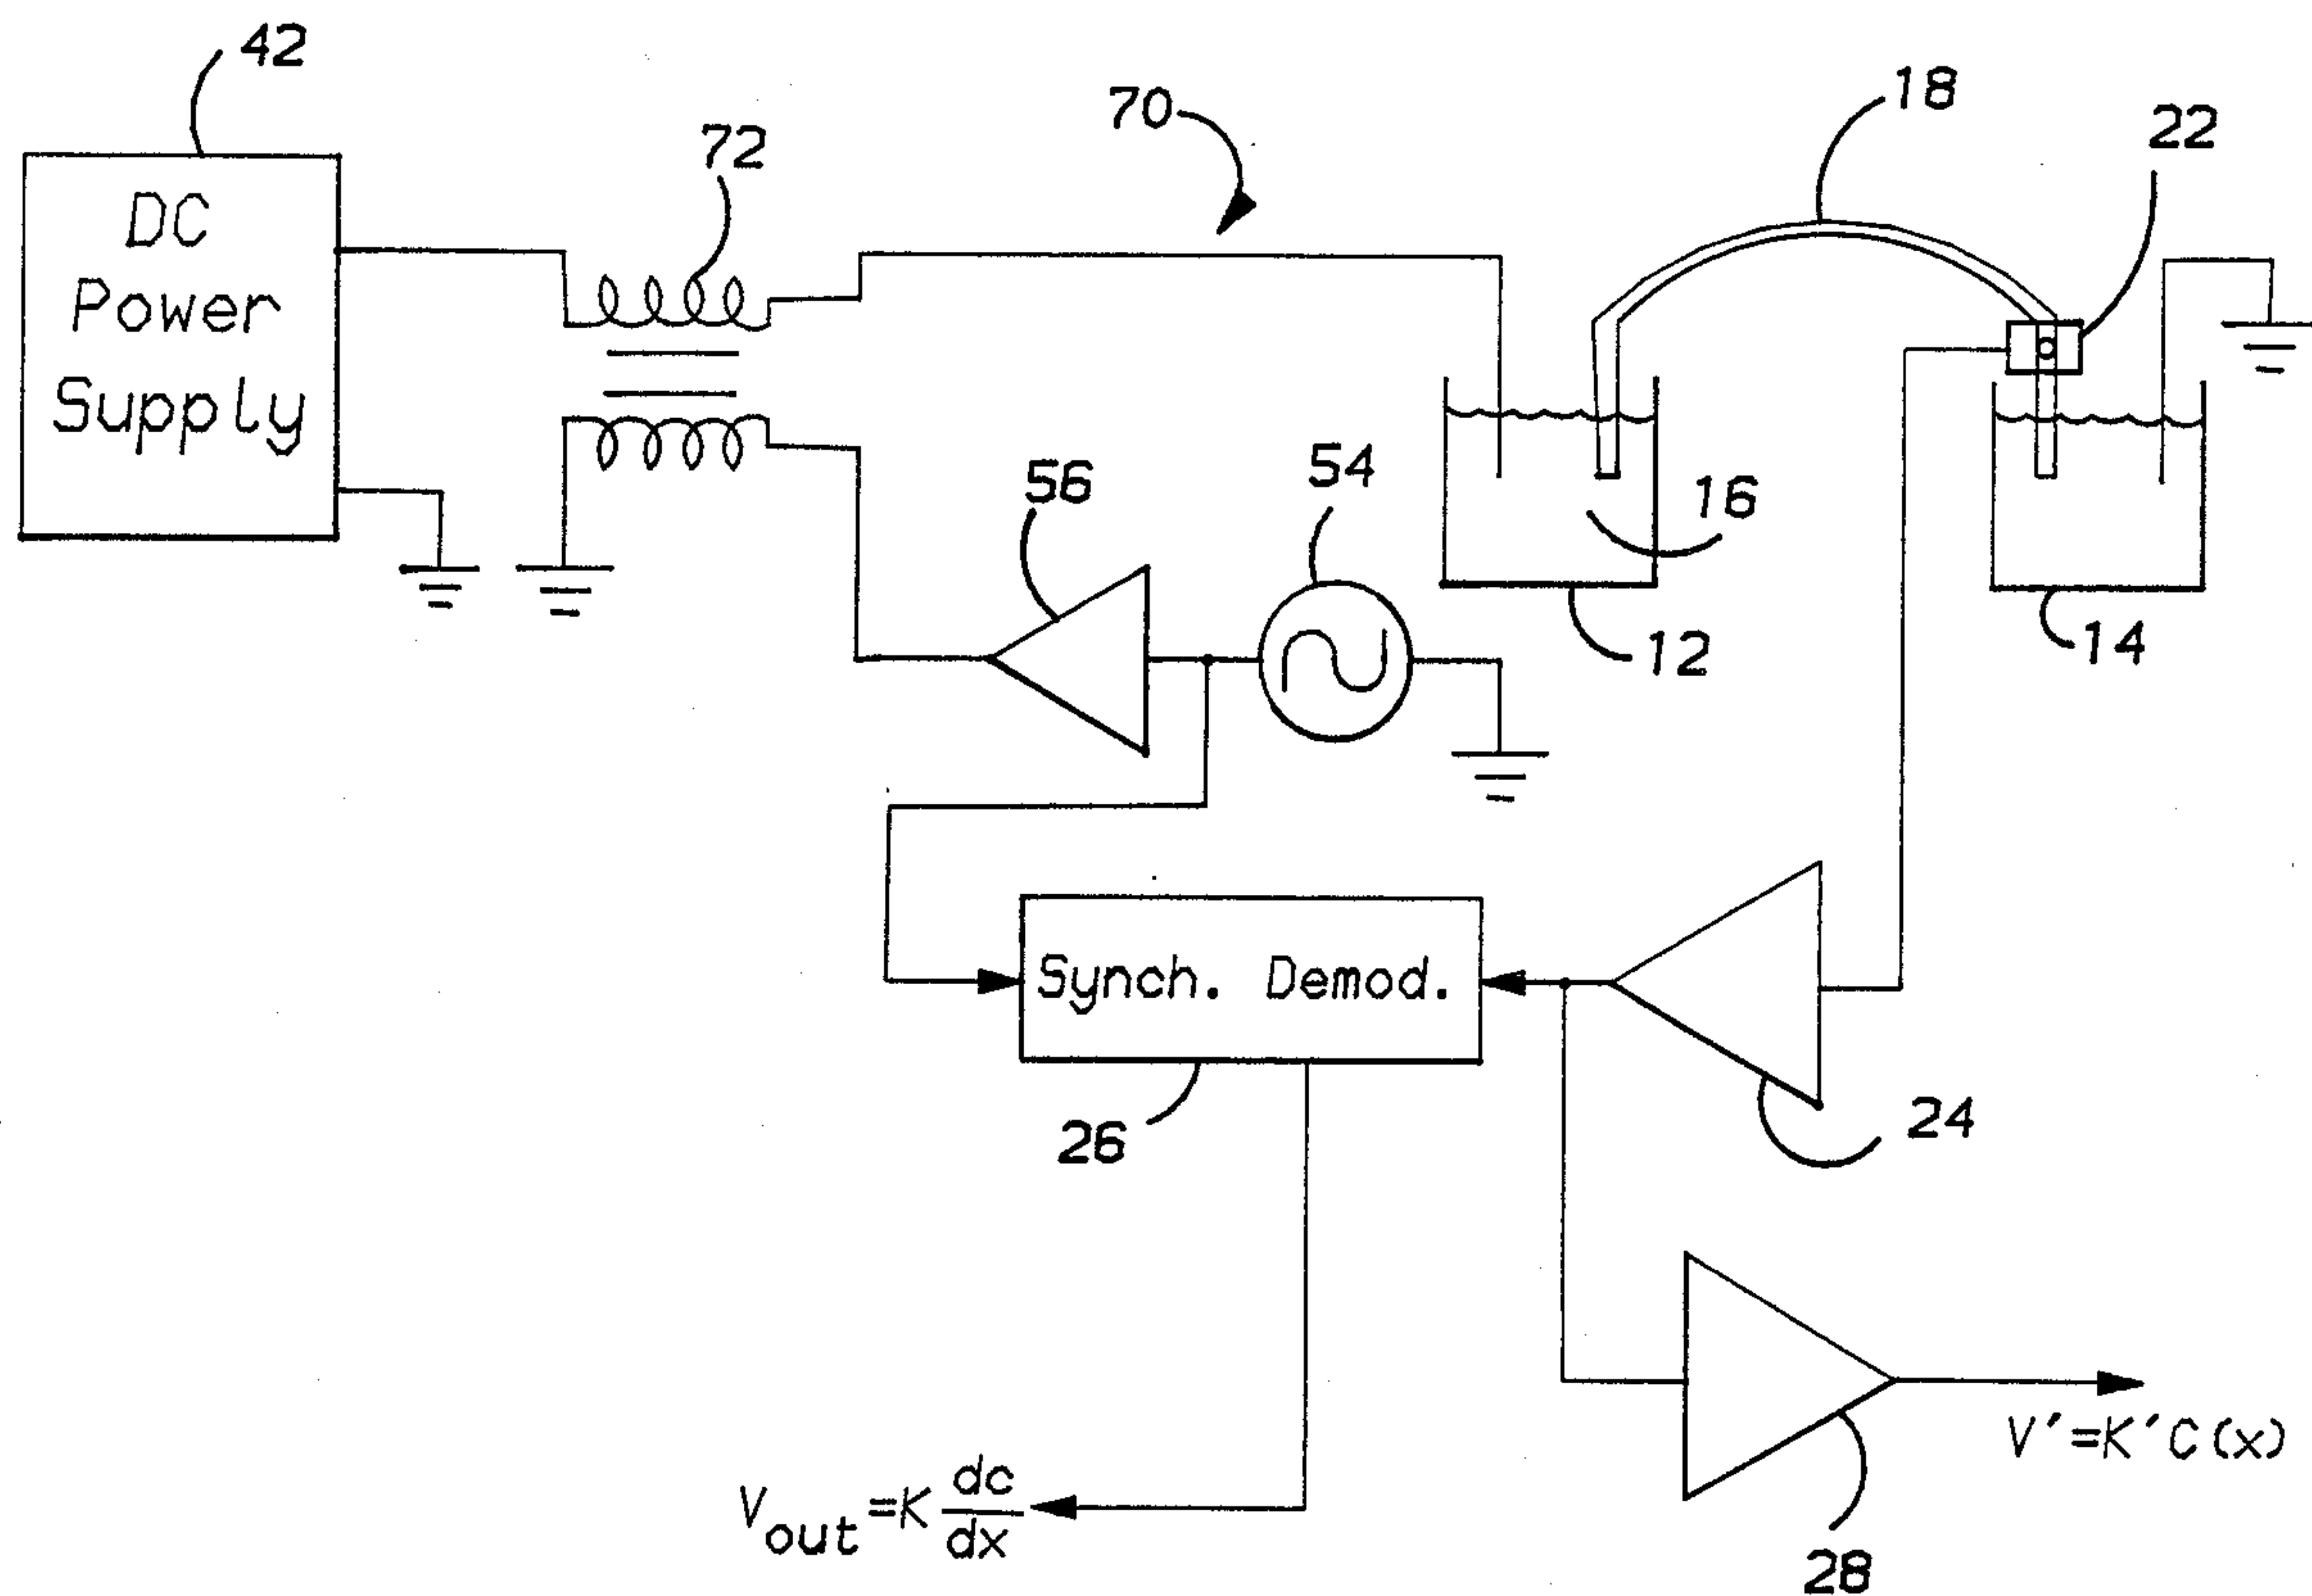 42
18
70
22
72
DC
Power
Supply
56
54
16
12
14
Synch. Demod.
26
24
V'=K'C(x)
Vout=K dc/dx
28